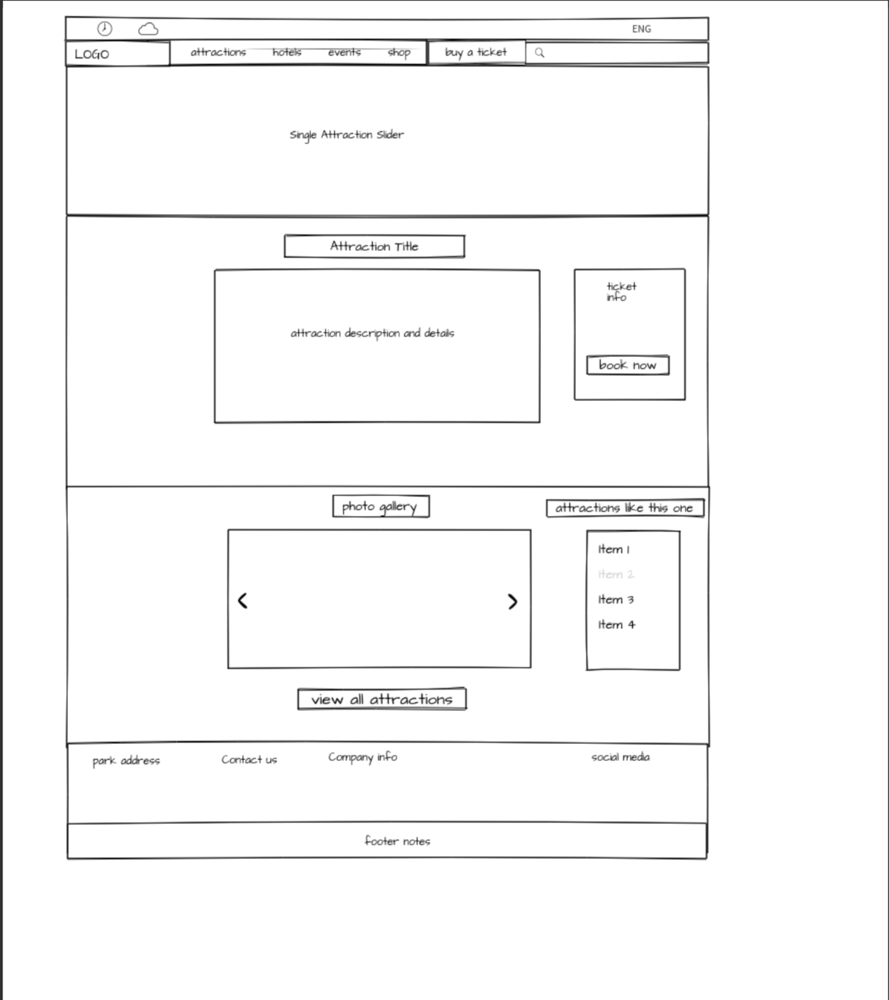 ENG
LOGO
attractions hotels events shop buy a ticket
Single Attraction Slider
Attraction Title
ticket
info
attraction description and details
book now
photo gallery
attractions like this one
Item 1
Item 2
Item 3
Item 4
view all attractions
park address Contact us Company info social media
footer notes